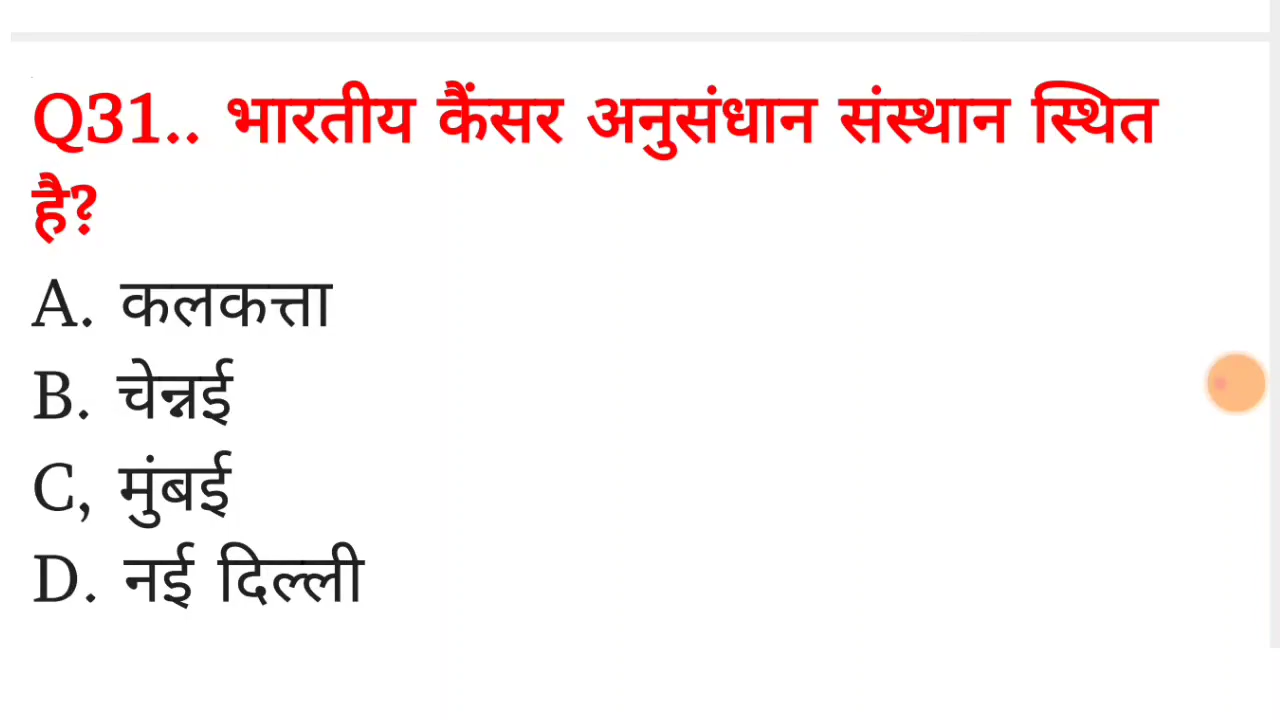 Q31.. भारतीय कैंसर अनुसंधान संस्थान स्थित
है?
A. कलकत्ता
B. चेन्नई
C, मुंबई
D. नई दिल्ली